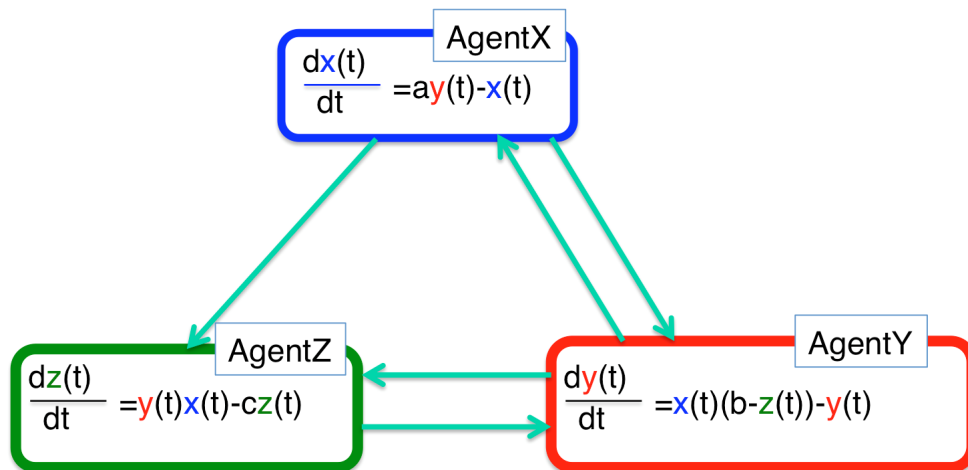 AgentX
dx(t)
dt
=ay(t)-x(t)
AgentZ
dz(t)
dt
=y(t)x(t)-cz(t)
AgentY
dy(t)
dt
=x(t)(b-z(t))-y(t)